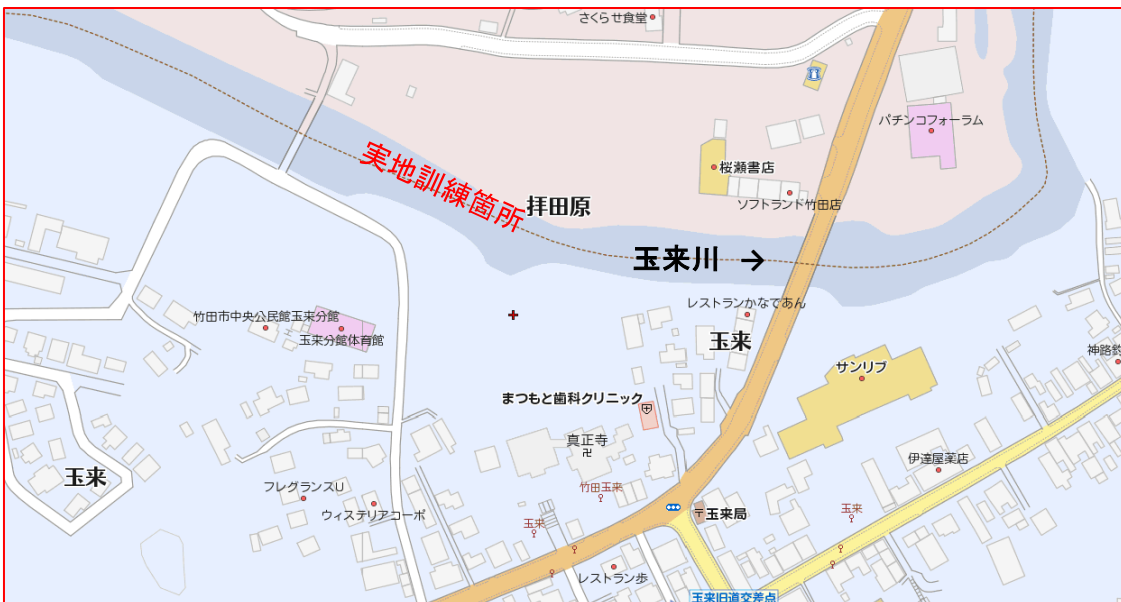 さくらせ食堂
パチンコフォーラム
実地訓練箇所
桜瀬書店
拝田原
ソフトランド竹田店
玉来川 →
レストランかなであん
竹田市中央公民館玉来分館
玉来分館体育館
玉来
神路釣
サンリブ
まつもと歯科クリニック
真正寺
卍
伊達屋薬店
玉来
フレグランスU
竹田玉来
ウィステリアコーポ
玉来
〒玉来局
玉来
レストラン歩
玉来旧道交差点